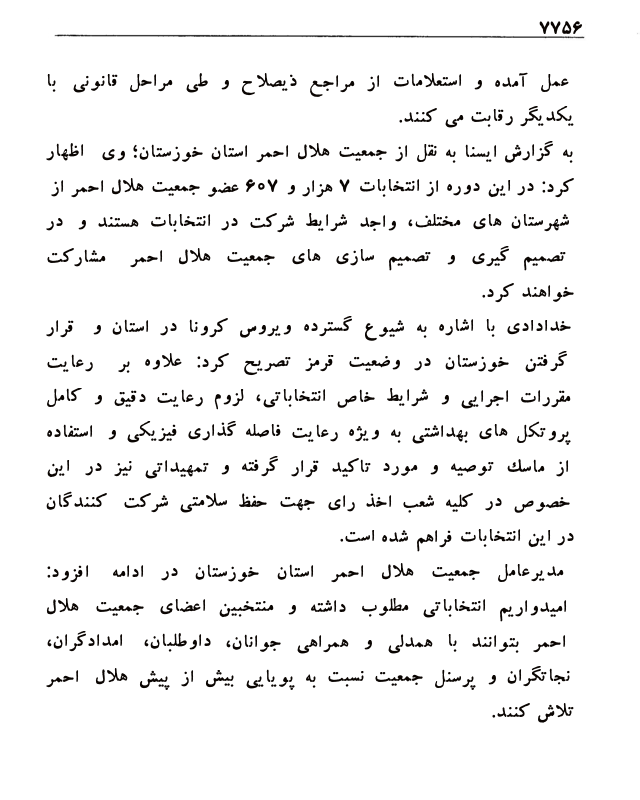 ۷۷۵۶
عمل آمده و استعلامات از مراجع ذیصلاح و طی مراحل قانونی با
یکدیگر رقابت می کنند.
به گزارش ایسنا به نقل از جمعیت هلال احمر استان خوزستان؛ وی اظهار
کرد: در این دوره از انتخابات ۷ هزار و ۶۰۷ عضو جمعیت هلال احمر از
شهرستان های مختلف، واجد شرایط شرکت در انتخابات هستند و در
تصمیم گیری و تصمیم سازی های جمعیت هلال احمر مشارکت
خواهند کرد.
خدادادی با اشاره به شیوع گسترده ویروس کرونا در استان و قرار
گرفتن خوزستان در وضعیت قرمز تصریح کرد: علاوه بر رعایت
مقررات اجرایی و شرایط خاص انتخاباتی، لزوم رعایت دقیق و کامل
پروتکل های بهداشتی به ویژه رعایت فاصله گذاری فیزیکی و استفاده
از ماسک توصیه و مورد تاکید قرار گرفته و تمهیداتی نیز در این
خصوص در کلیه شعب اخذ رای جهت حفظ سلامتی شرکت کنندگان
در این انتخابات فراهم شده است.
مدیرعامل جمعیت هلال احمر استان خوزستان در ادامه افزود:
امیدواریم انتخاباتی مطلوب داشته و منتخبین اعضای جمعیت هلال
احمر بتوانند با همدلی و همراهی جوانان، داوطلبان، امدادگران،
نجاتگران و پرسنل جمعیت نسبت به پویایی بیش از پیش هلال احمر
تلاش کنند.